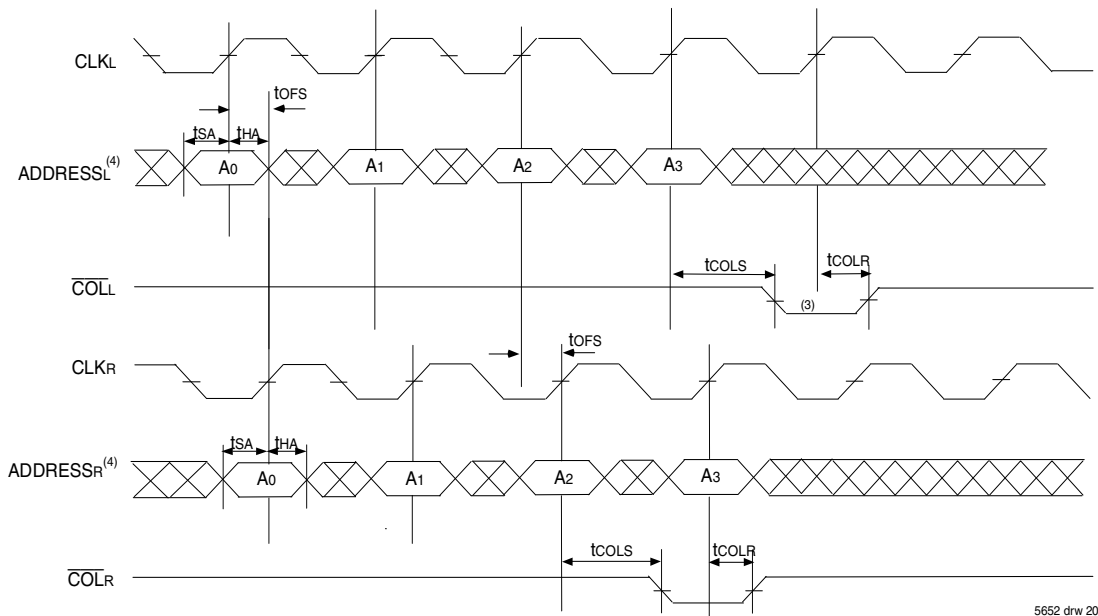 CLKL
tOFS
tSA tHA
ADDRESSL(4) A0 A1 A2 A3
tCOLS tCOLR
COLL (3)
tOFS
CLKR
tSA tHA
ADDRESSR(4) A0 A1 A2 A3
tCOLS tCOLR
COLR
5652 drw 20